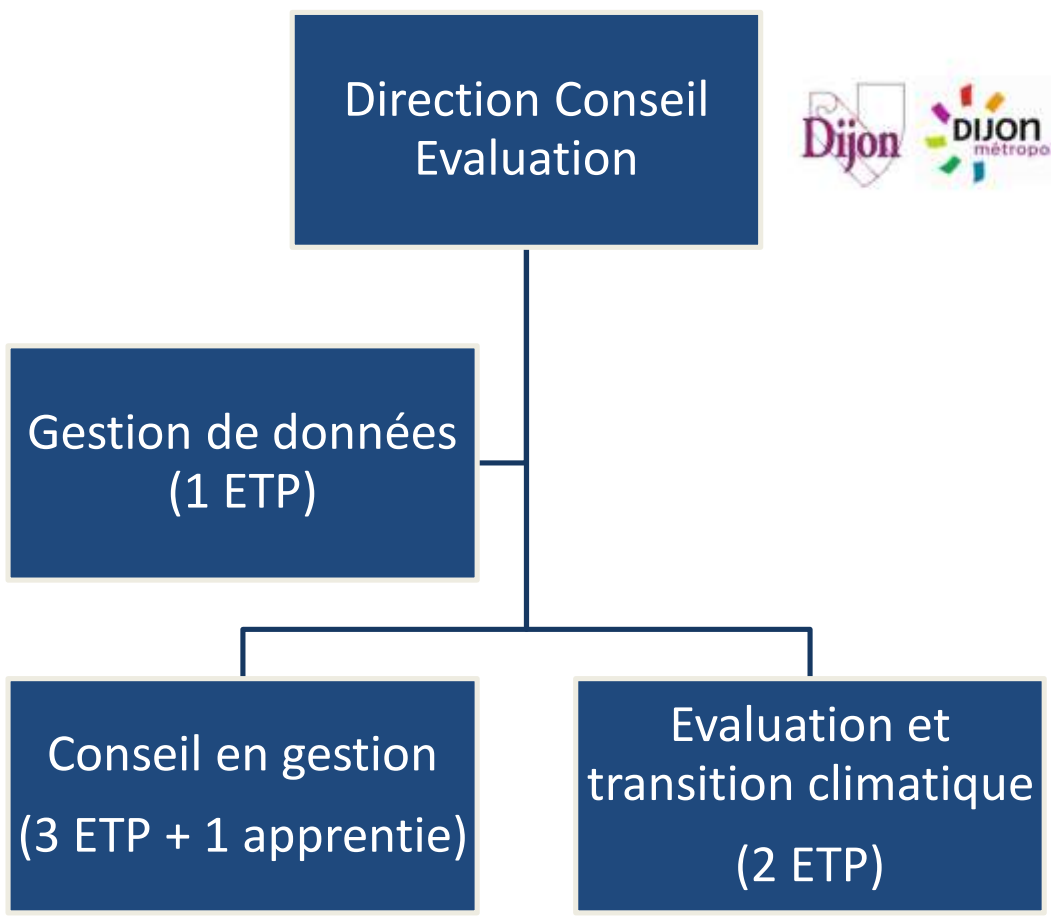 Direction Conseil
Evaluation
Dijon
DIJON
métropo
Gestion de données
(1 ETP)
Conseil en gestion
(3 ETP + 1 apprentie)
Evaluation et
transition climatique
(2 ETP)